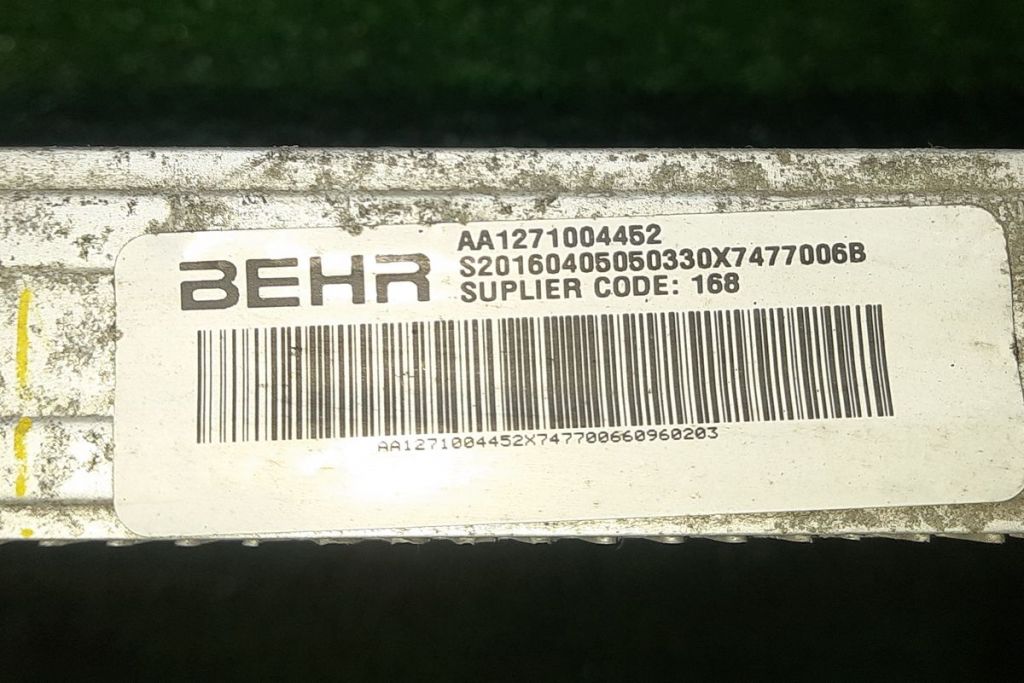 BEHR
AA1271004452
S20160405050330X7477006B
SUPLIER CODE: 168
AA1271004452X747700660960203